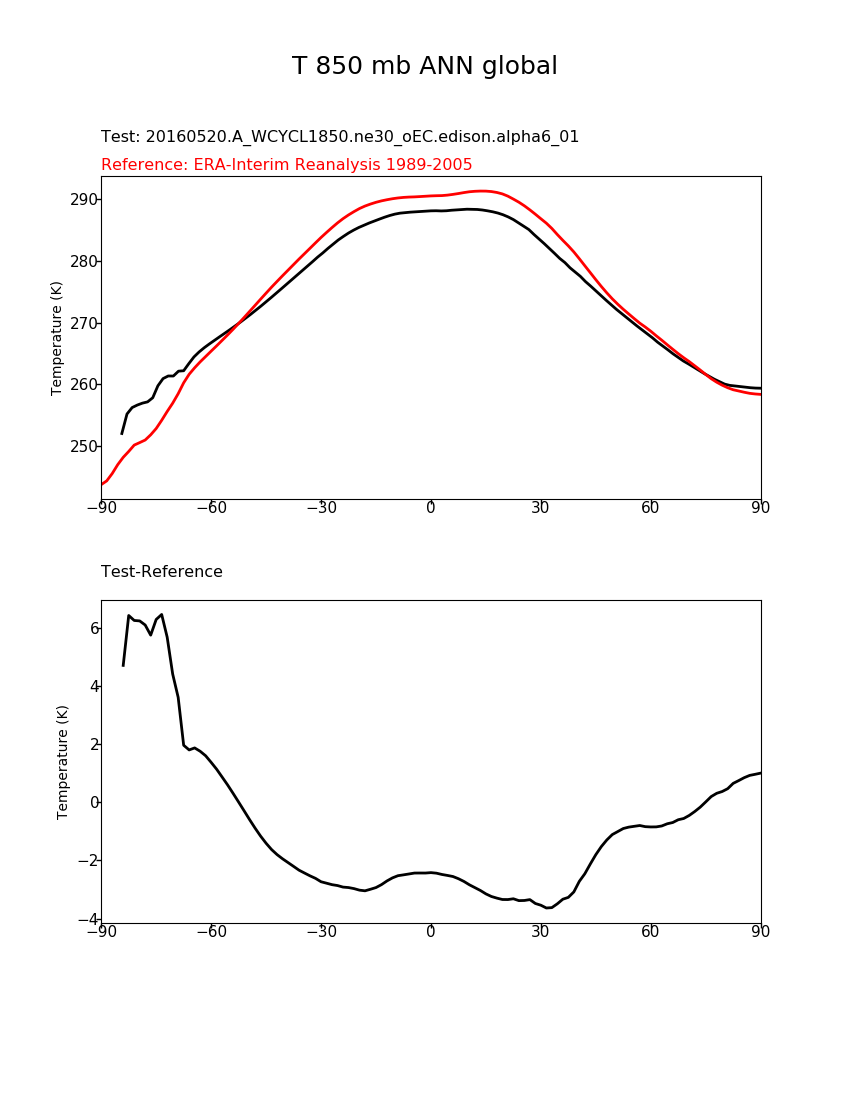 T 850 mb ANN global
Test: 20160520.A_WCYCL1850.ne30_oEC.edison.alpha6_01
Reference: ERA-Interim Reanalysis 1989-2005
290
280
270
260
250
Temperature (K)
−90 −60 −30 0 30 60 90
Test-Reference
6
4
2
0
−2
−4
Temperature (K)
−90 −60 −30 0 30 60 90